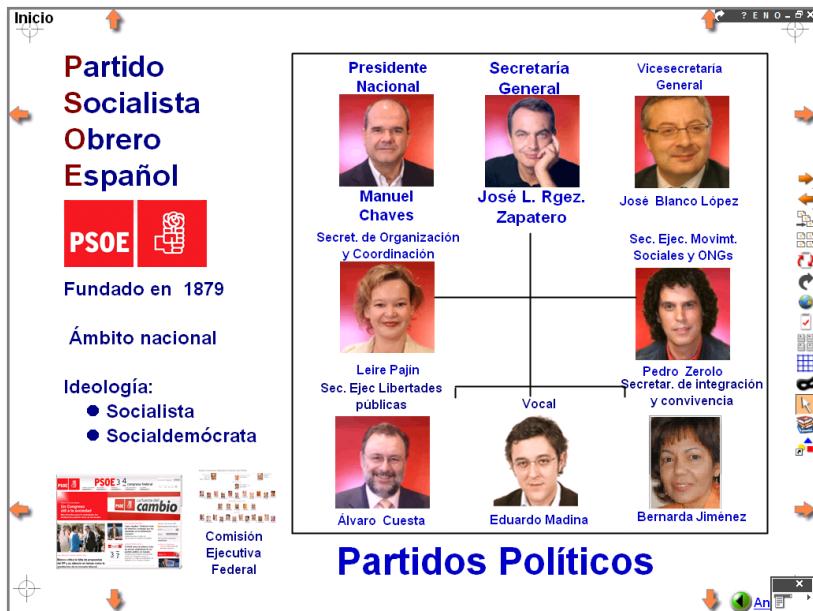 Inicio
? E N O
Partido
Socialista
Obrero
Español
PSOE
Fundado en 1879
Ámbito nacional
Ideología:
Socialista
Socialdemócrata
PSOE
cambio
Comisión
Ejecutiva
Federal
Presidente
Nacional
Manuel
Chaves
Secretaría
General
José L. Rgez.
Zapatero
Vicesecretaría
General
José Blanco López
Secret. de Organización
y Coordinación
Leire Pajín
Sec. Ejec. Movimt.
Sociales y ONGs
Pedro Zerolo
Sec. Ejec Libertades
públicas
Álvaro Cuesta
Vocal
Eduardo Madina
Secretar. de integración
y convivencia
Bernarda Jiménez
Partidos Políticos
An